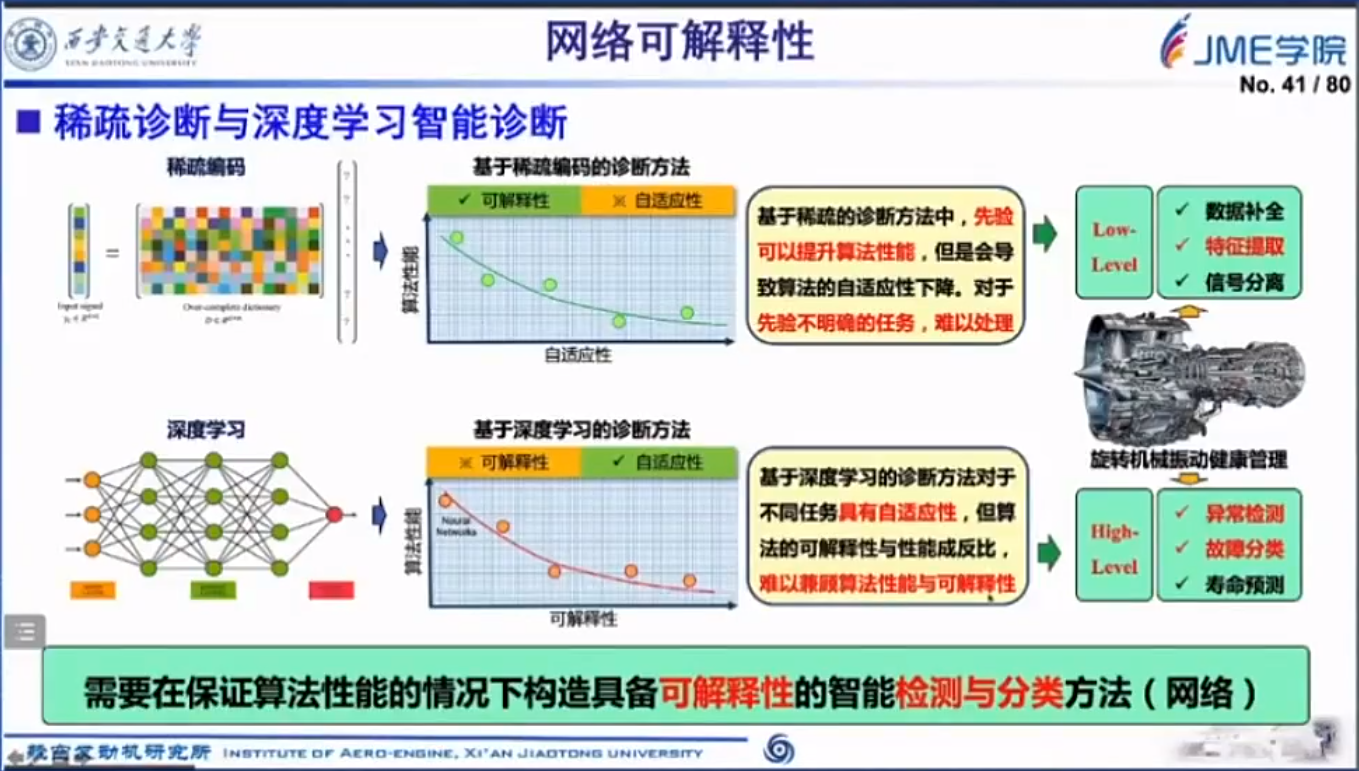 西安交通大学
XI'AN JIAOTONG UNIVERSITY
网络可解释性
JME学院
No. 41 / 80
稀疏诊断与深度学习智能诊断
稀疏编码
Input signal
=
Over-complete dictionary
?
?
?
?
基于稀疏编码的诊断方法
✓ 可解释性
※ 自适应性
算法性能
自适应性
基于稀疏的诊断方法中，先验
可以提升算法性能，但是会导
致算法的自适应性下降。对于
先验不明确的任务，难以处理
Low-
Level
✓ 数据补全
✓ 特征提取
✓ 信号分离
旋转机械振动健康管理
深度学习
基于深度学习的诊断方法
※ 可解释性
✓ 自适应性
算法性能
Neural
Networks
可解释性
基于深度学习的诊断方法对于
不同任务具有自适应性，但算
法的可解释性与性能成反比，
难以兼顾算法性能与可解释性
High-
Level
✓ 异常检测
✓ 故障分类
✓ 寿命预测
需要在保证算法性能的情况下构造具备可解释性的智能检测与分类方法（网络）
航空发动机研究所
INSTITUTE OF AERO-ENGINE, XI'AN JIAOTONG UNIVERSITY